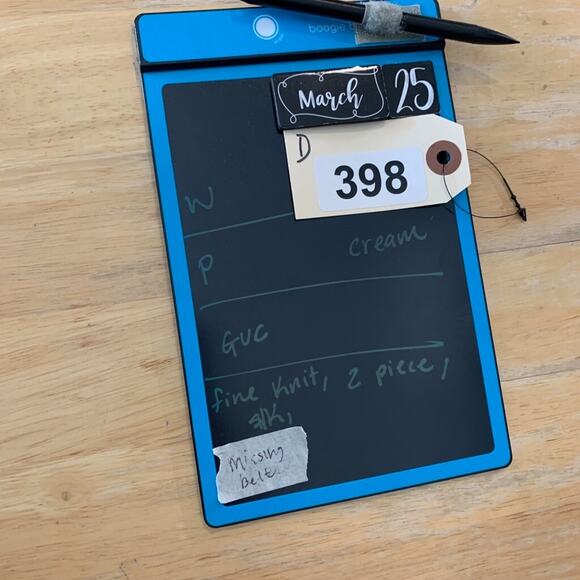 boogie
March 25
D
398
W
P cream
GUC
fine knit, 2 piece,
Missing
Belt